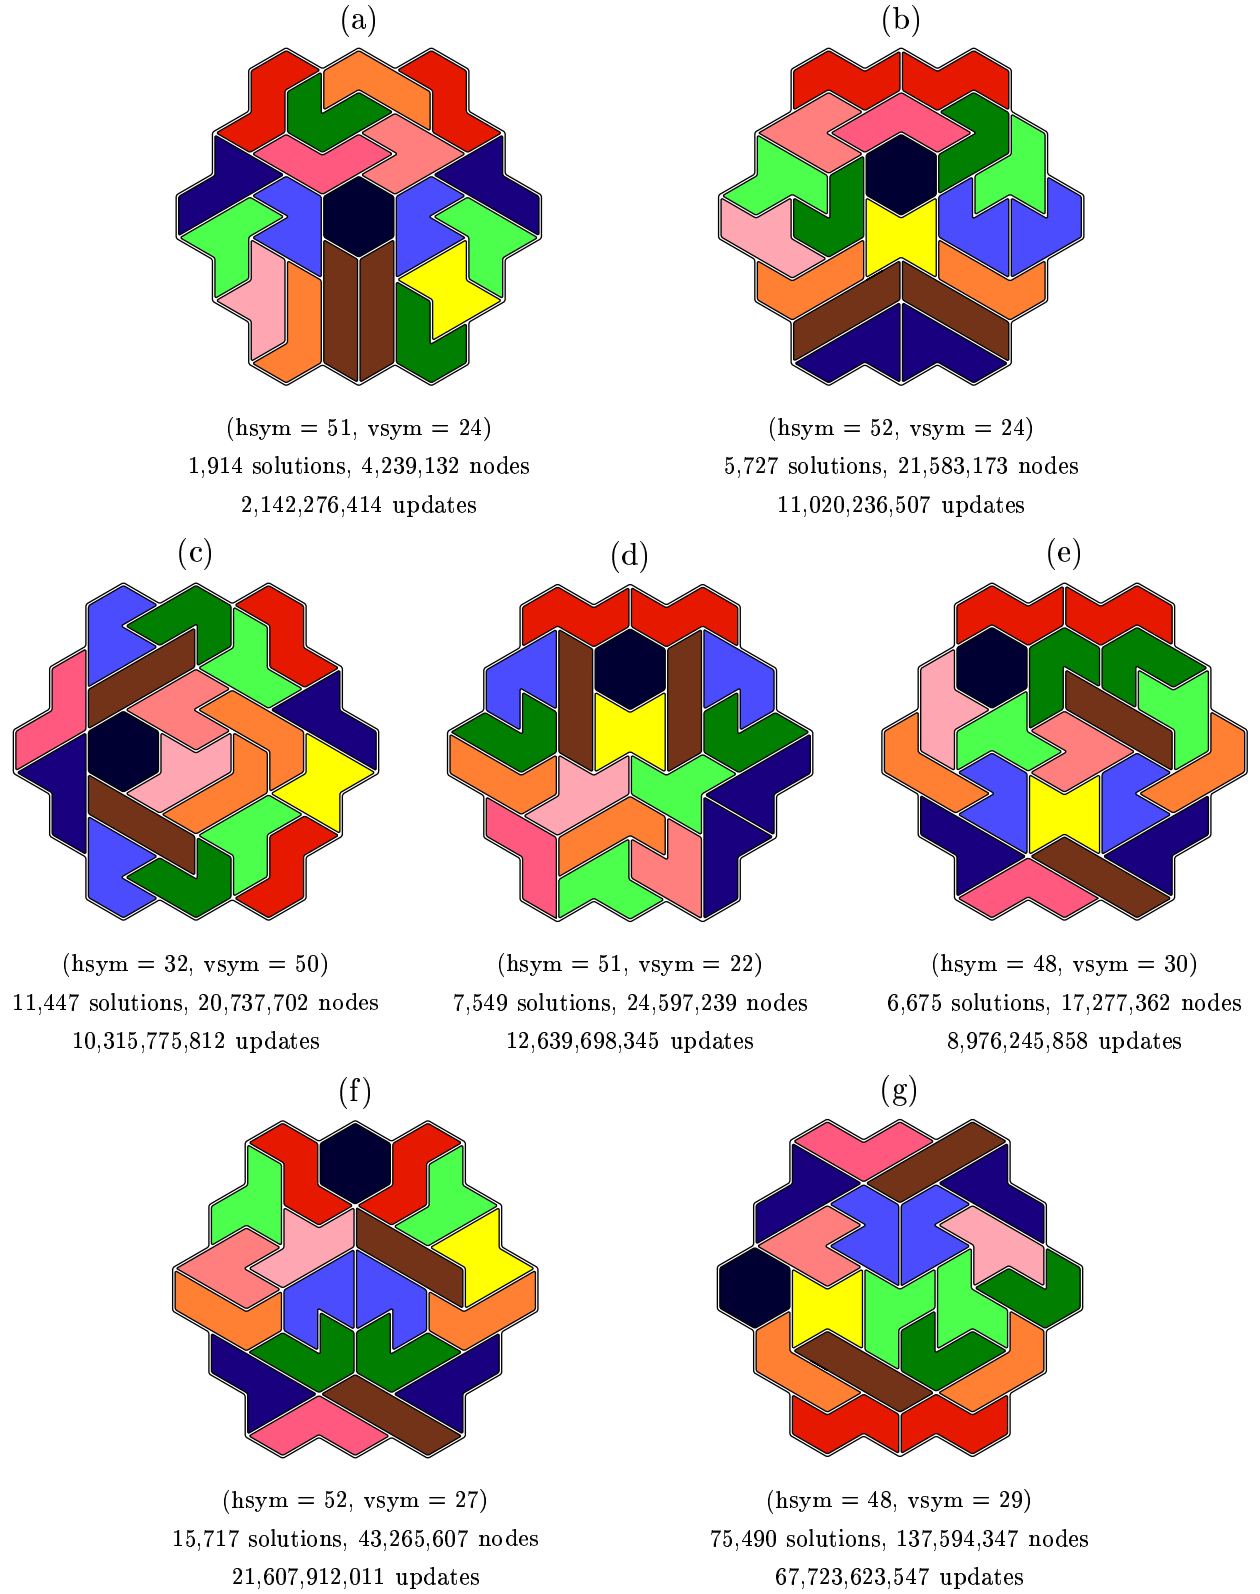 (a)
(b)
(hsym = 51, vsym = 24)
1,914 solutions, 4,239,132 nodes
2,142,276,414 updates
(hsym = 52, vsym = 24)
5,727 solutions, 21,583,173 nodes
11,020,236,507 updates
(c)
(d)
(e)
(hsym = 32, vsym = 50)
11,447 solutions, 20,737,702 nodes
10,315,775,812 updates
(hsym = 51, vsym = 22)
7,549 solutions, 24,597,239 nodes
12,639,698,345 updates
(hsym = 48, vsym = 30)
6,675 solutions, 17,277,362 nodes
8,976,245,858 updates
(f)
(g)
(hsym = 52, vsym = 27)
15,717 solutions, 43,265,607 nodes
21,607,912,011 updates
(hsym = 48, vsym = 29)
75,490 solutions, 137,594,347 nodes
67,723,623,547 updates